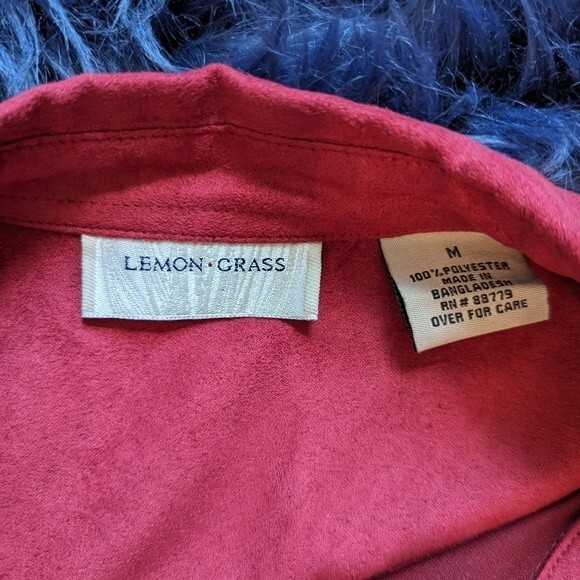 LEMON·GRASS
M
100% POLYESTER
MADE IN
BANGLADESH
RN # 88779
OVER FOR CARE